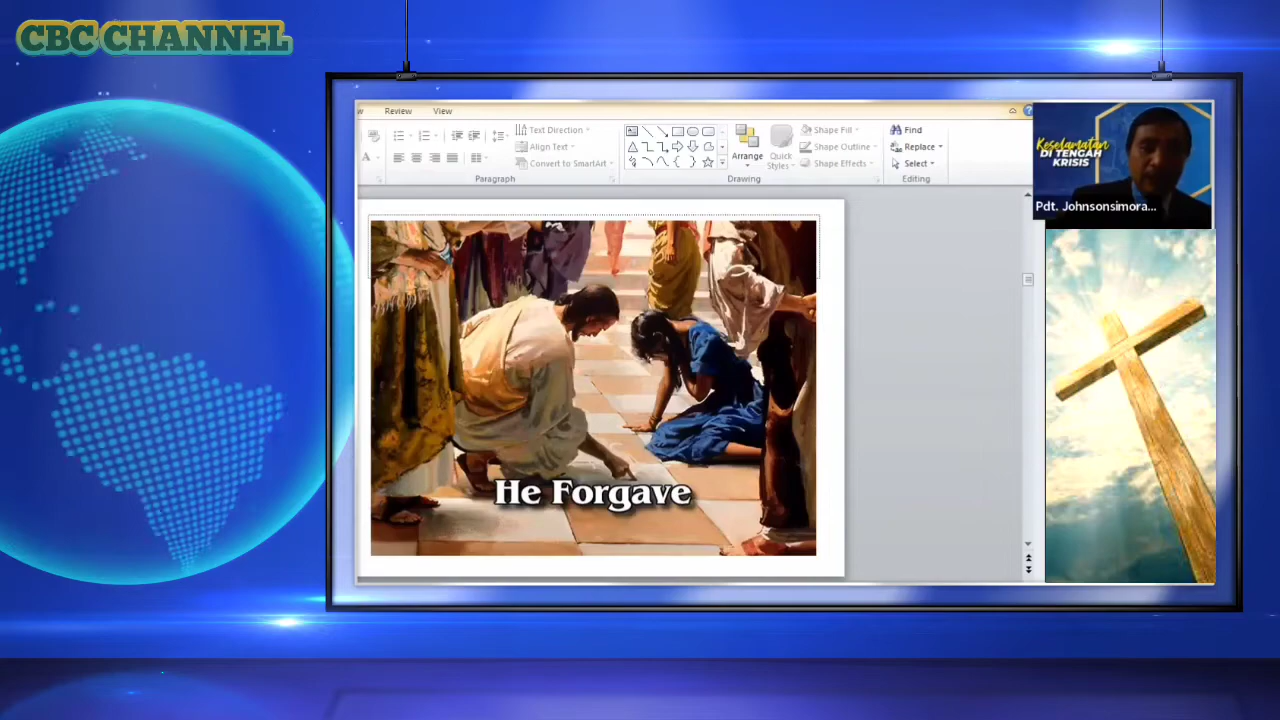 CBC CHANNEL
Review View
Text Direction
Align Text
Convert to SmartArt
Paragraph
Arrange
Quick
Styles
Shape Fill
Shape Outline
Shape Effects
Drawing
Find
Replace
Select
Editing
Keselamatan
DI TENGAH
KRISIS
Pdt. Johnsonsimora...
He Forgave